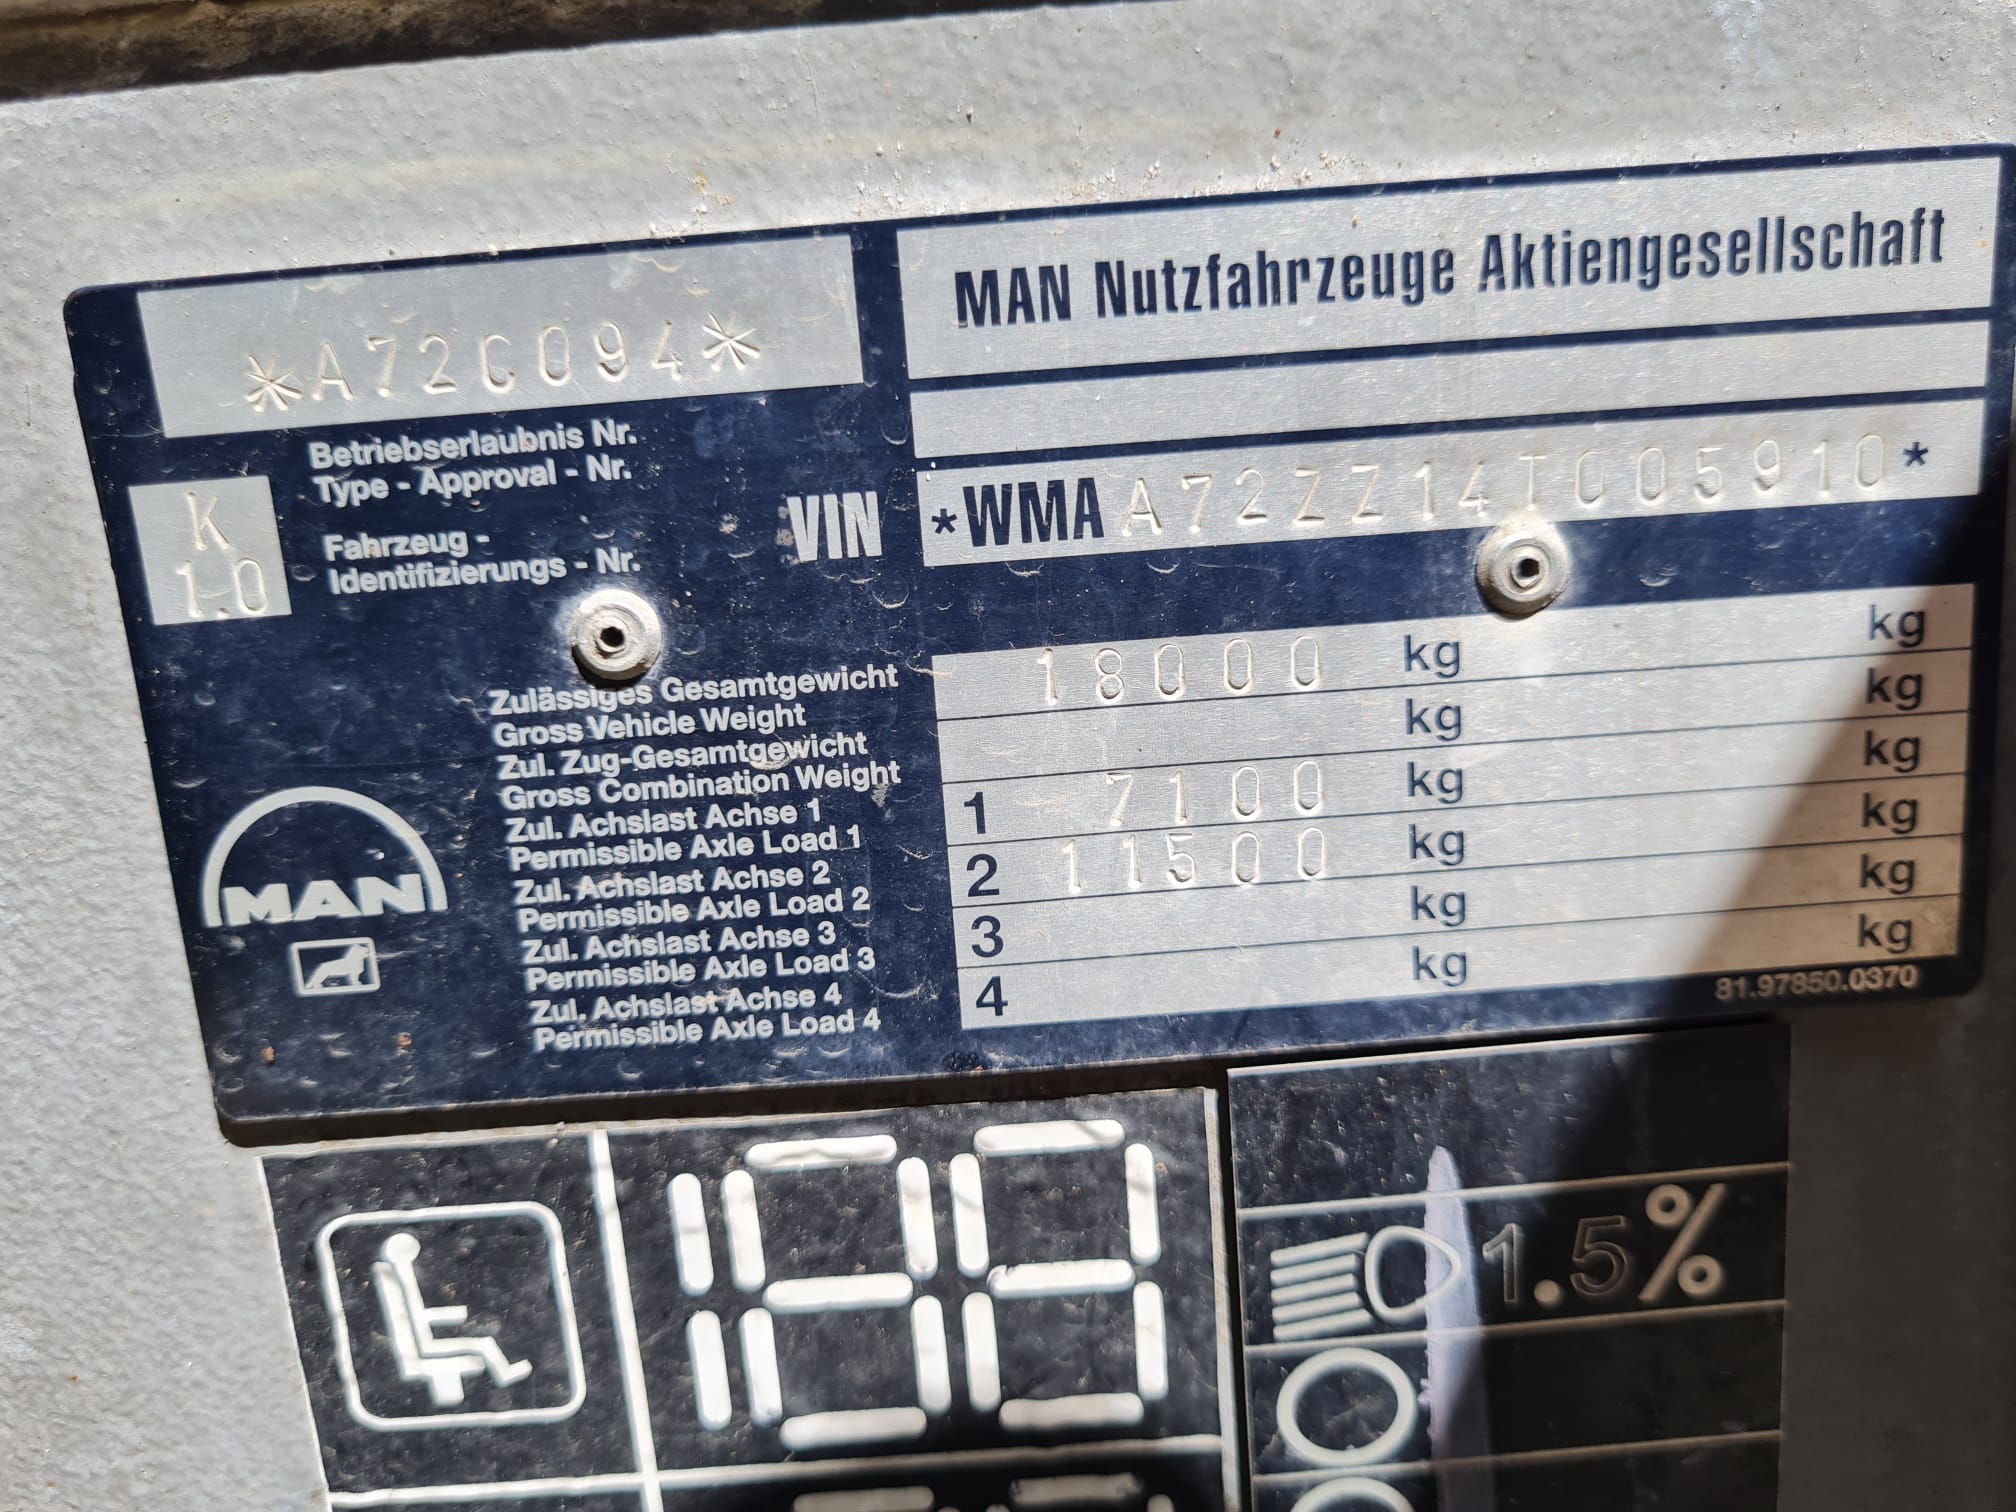 *A72C094*
MAN Nutzfahrzeuge Aktiengesellschaft
Betriebserlaubnis Nr.
Type - Approval - Nr.
K
1.0
Fahrzeug -
Identifizierungs - Nr.
VIN *WMAA72ZZ14T005910*
Zulässiges Gesamtgewicht
Gross Vehicle Weight
18000 kg kg
Zul. Zug-Gesamtgewicht
Gross Combination Weight
kg kg
Zul. Achslast Achse 1
Permissible Axle Load 1
1 7100 kg kg
Zul. Achslast Achse 2
Permissible Axle Load 2
2 11500 kg kg
Zul. Achslast Achse 3
Permissible Axle Load 3
3 kg kg
Zul. Achslast Achse 4
Permissible Axle Load 4
4 kg kg
MAN
81.97850.0370
188
1.5%